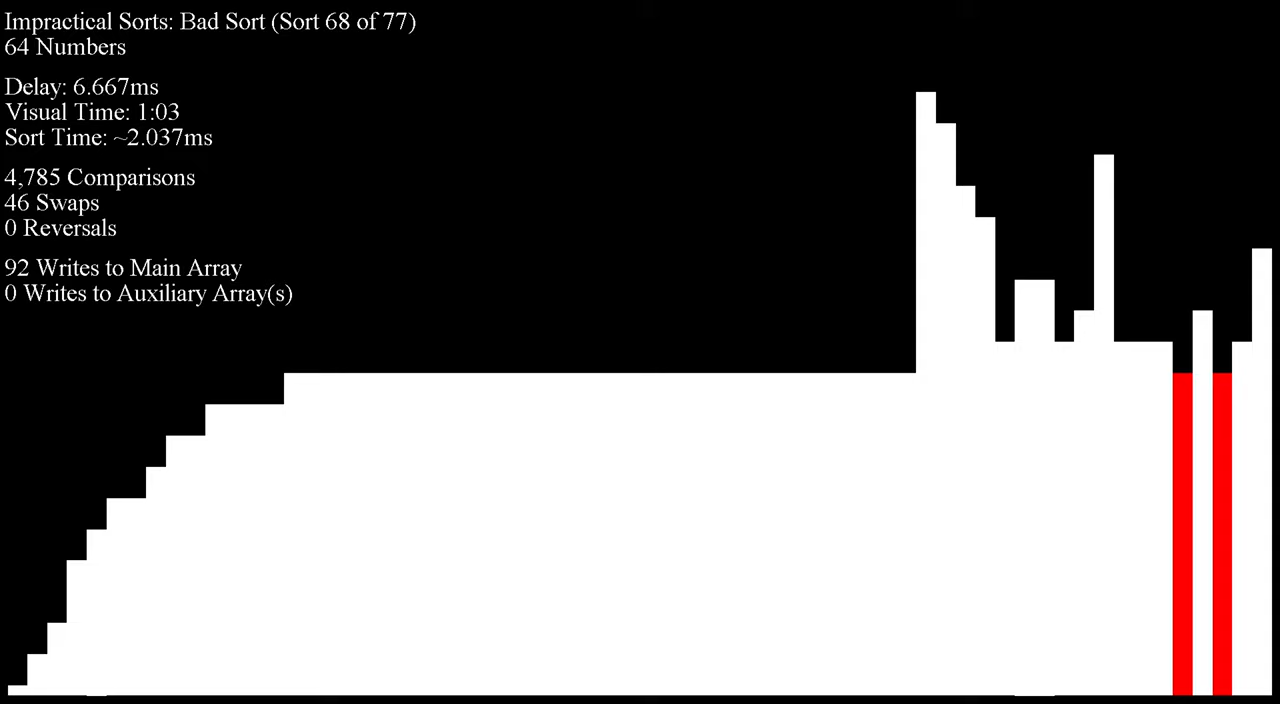 Impractical Sorts: Bad Sort (Sort 68 of 77)
64 Numbers
Delay: 6.667ms
Visual Time: 1:03
Sort Time: ~2.037ms
4,785 Comparisons
46 Swaps
0 Reversals
92 Writes to Main Array
0 Writes to Auxiliary Array(s)